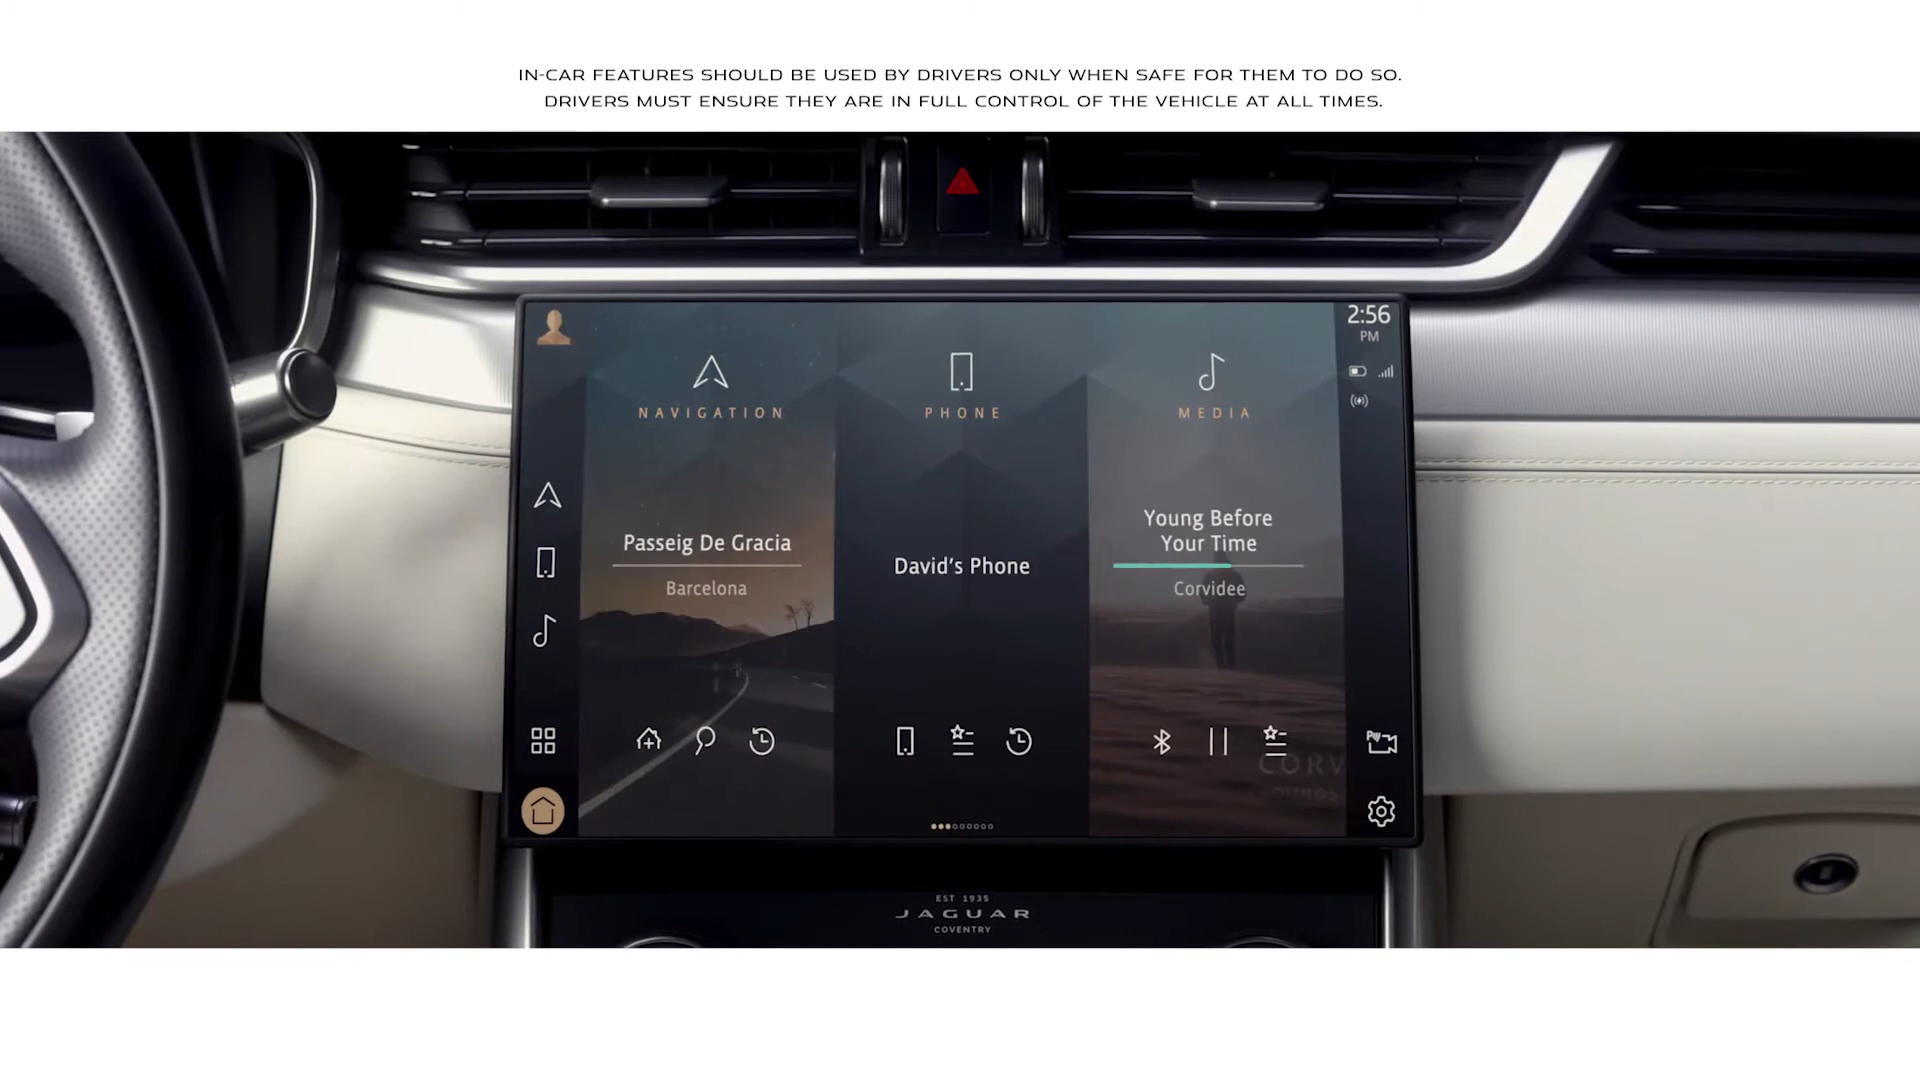 IN-CAR FEATURES SHOULD BE USED BY DRIVERS ONLY WHEN SAFE FOR THEM TO DO SO.
DRIVERS MUST ENSURE THEY ARE IN FULL CONTROL OF THE VEHICLE AT ALL TIMES.
2:56
PM
NAVIGATION
PHONE
MEDIA
Passeig De Gracia
Barcelona
David's Phone
Young Before
Your Time
Corvidee
CORV
EST 1935
JAGUAR
COVENTRY